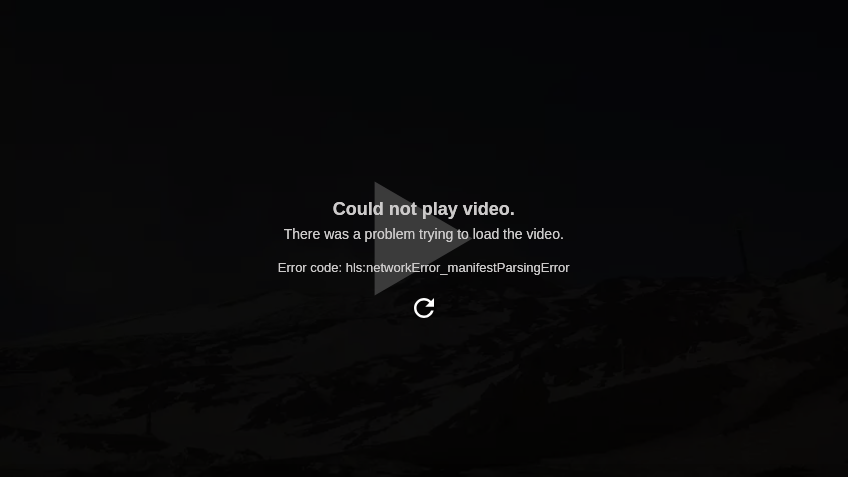 Could not play video.
There was a problem trying to load the video.
Error code: hls:networkError_manifestParsingError